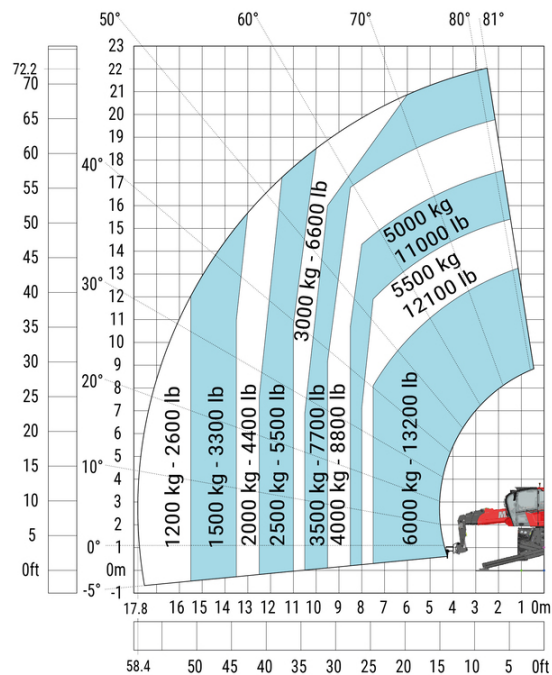 50°
60°
70°
80°
81°
72.2
70
65
60
55
50
45
40
35
30
25
20
15
10
5
0ft
23
22
21
20
19
18
17
16
15
14
13
12
11
10
9
8
7
6
5
4
3
2
1
0m
-1
40°
30°
20°
10°
0°
-5°
1200 kg - 2600 lb
1500 kg - 3300 lb
2000 kg - 4400 lb
2500 kg - 5500 lb
3000 kg - 6600 lb
3500 kg - 7700 lb
4000 kg - 8800 lb
5000 kg
11000 lb
5500 kg
12100 lb
6000 kg - 13200 lb
M
17.8 16 15 14 13 12 11 10 9 8 7 6 5 4 3 2 1 0m
58.4 50 45 40 35 30 25 20 15 10 5 0ft